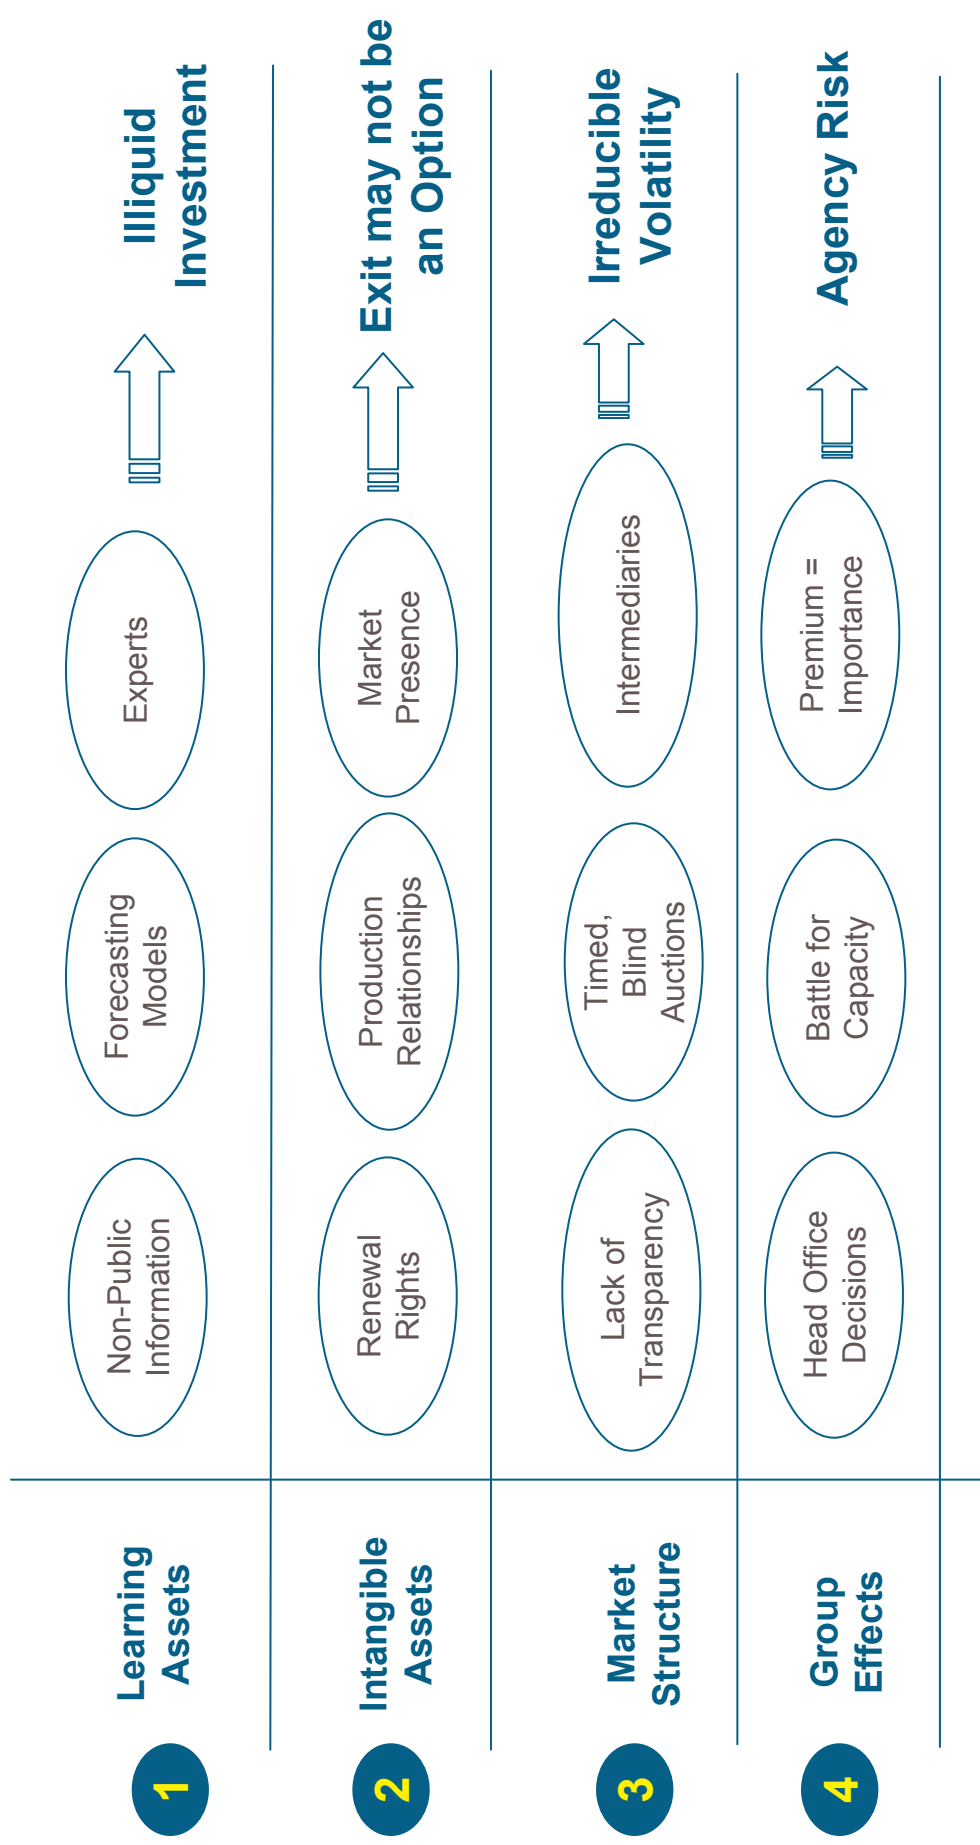 1
Learning
Assets
Non-Public
Information
Forecasting
Models
Experts
Illiquid
Investment
2
Intangible
Assets
Renewal
Rights
Production
Relationships
Market
Presence
Exit may not be
an Option
3
Market
Structure
Lack of
Transparency
Timed,
Blind
Auctions
Intermediaries
Irreducible
Volatility
4
Group
Effects
Head Office
Decisions
Battle for
Capacity
Premium =
Importance
Agency Risk